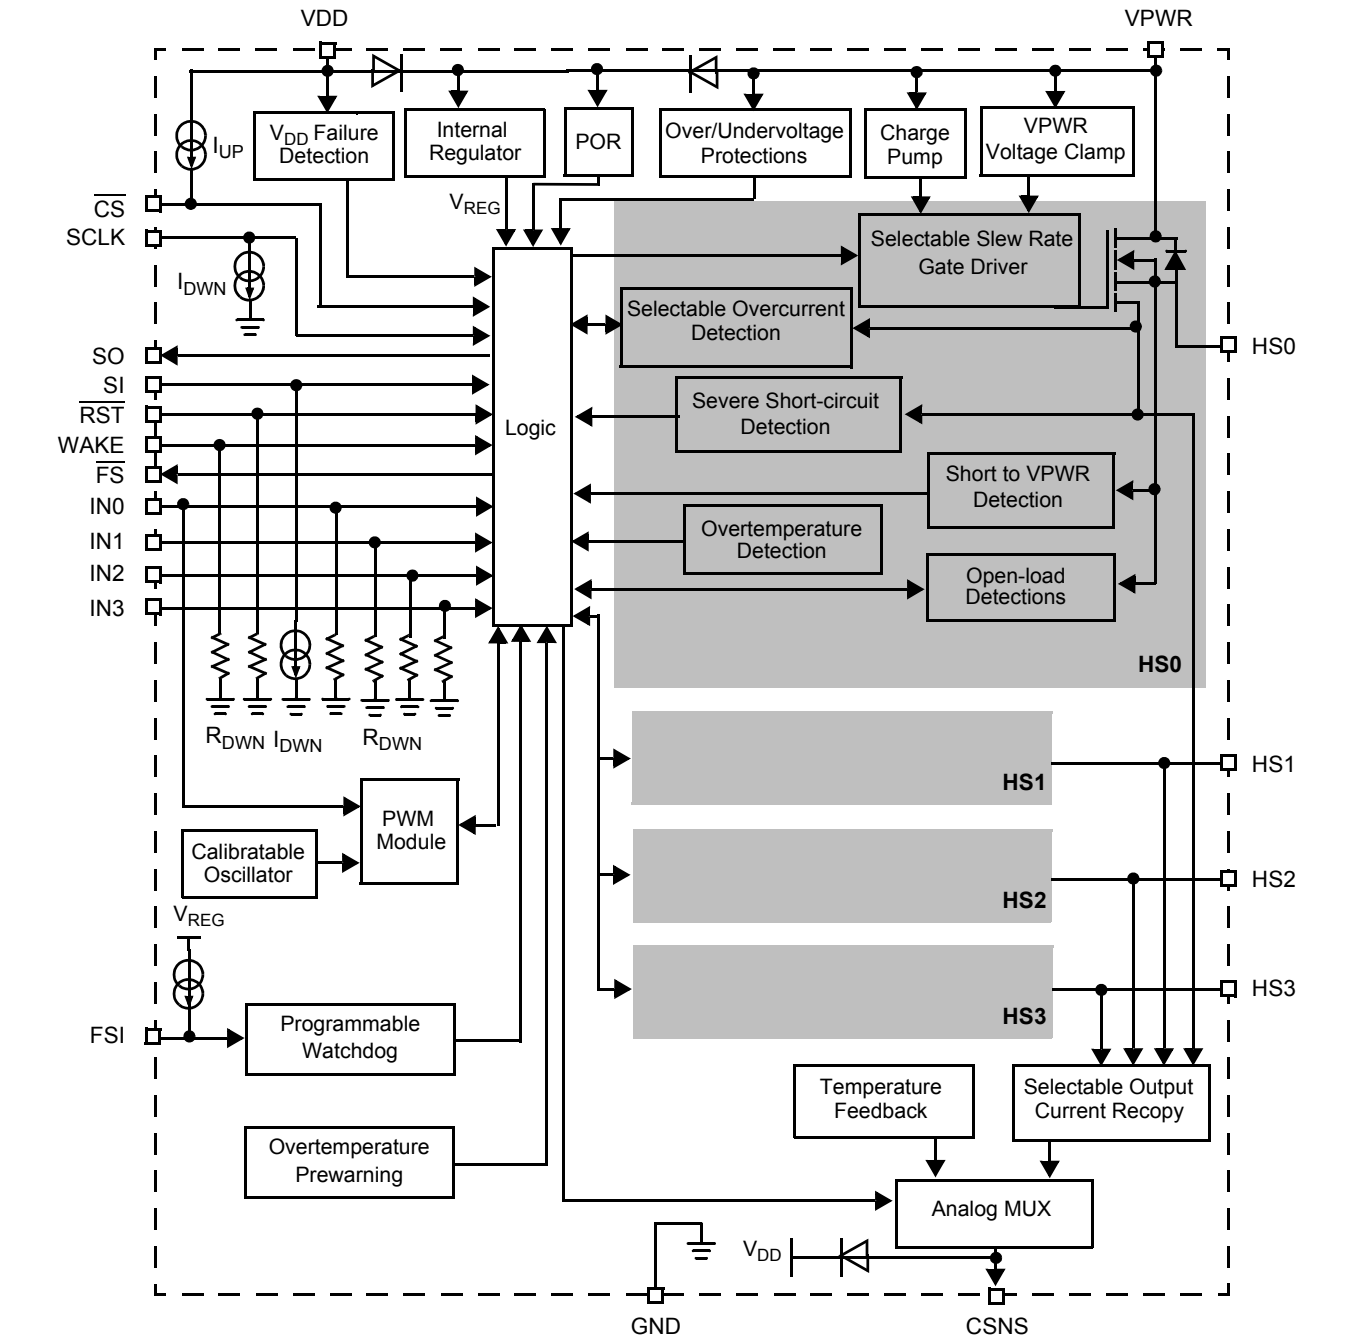 VDD
VPWR
VDD Failure
Detection
Internal
Regulator
POR
Over/Undervoltage
Protections
Charge
Pump
VPWR
Voltage Clamp
IUP
VREG
CS
SCLK
IDWN
SO
SI
RST
WAKE
FS
IN0
IN1
IN2
IN3
Logic
Selectable Slew Rate
Gate Driver
Selectable Overcurrent
Detection
Severe Short-circuit
Detection
Short to VPWR
Detection
Overtemperature
Detection
Open-load
Detections
HS0
HS0
RDWN
IDWN
RDWN
HS1
HS1
PWM
Module
Calibratable
Oscillator
HS2
HS2
VREG
HS3
HS3
FSI
Programmable
Watchdog
Temperature
Feedback
Selectable Output
Current Recopy
Overtemperature
Prewarning
Analog MUX
VDD
GND
CSNS